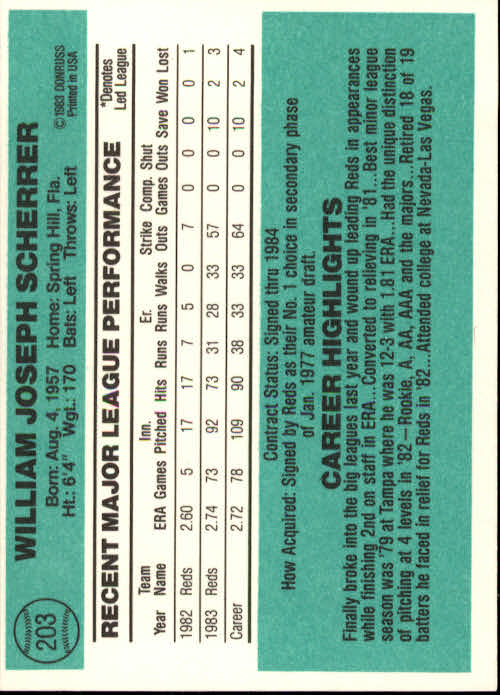 203
WILLIAM JOSEPH SCHERRER
Born: Aug. 4, 1957 Home: Spring Hill, Fla.
Ht.: 6'4" Wgt.: 170 Bats: Left Throws: Left
©1983 DONRUSS
Printed in USA
RECENT MAJOR LEAGUE PERFORMANCE
*Denotes
Led League
Team Inn. Er. Strike Comp. Shut
Year Name ERA Games Pitched Hits Runs Runs Walks Outs Games Outs Save Won Lost
1982 Reds 2.60 5 17 17 7 5 0 7 0 0 0 0 1
1983 Reds 2.74 73 92 73 31 28 33 57 0 0 10 2 3
Career 2.72 78 109 90 38 33 33 64 0 0 10 2 4
Contract Status: Signed thru 1984
How Acquired: Signed by Reds as their No. 1 choice in secondary phase
of Jan. 1977 amateur draft.
CAREER HIGHLIGHTS
Finally broke into the big leagues last year and wound up leading Reds in appearances
while finishing 2nd on staff in ERA...Converted to relieving in '81...Best minor league
season was '79 at Tampa where he was 12-3 with 1.81 ERA...Had the unique distinction
of pitching at 4 levels in '82—Rookie, A, AA, AAA and the majors...Retired 18 of 19
batters he faced in relief for Reds in '82...Attended college at Nevada-Las Vegas.